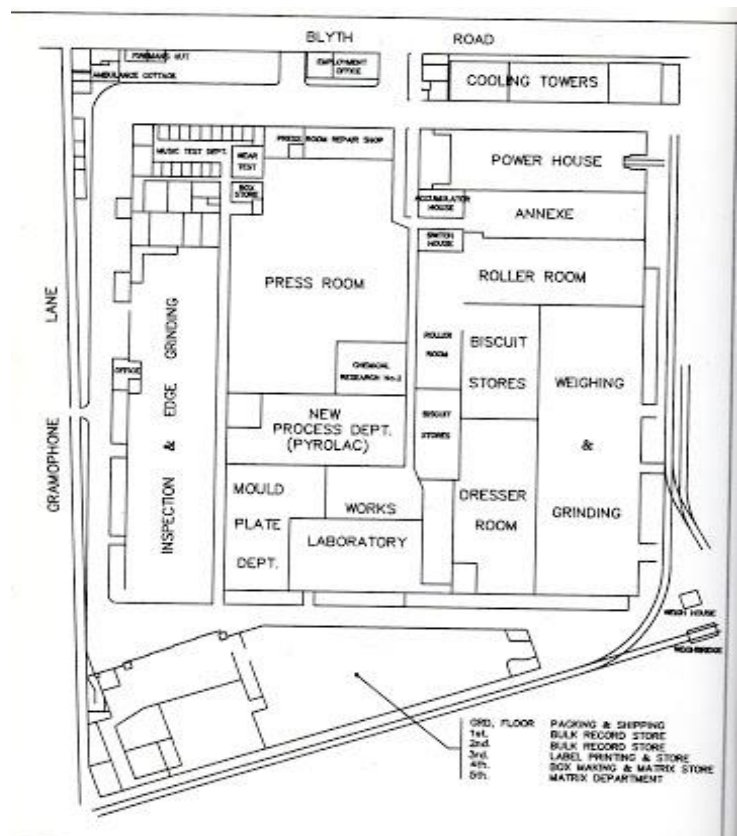 BLYTH ROAD
FIREMANS HUT
AMBULANCE COTTAGE
EMPLOYMENT
OFFICE
COOLING TOWERS
MUSIC TEST DEPT.
WEAR
TEST
PRESS ROOM REPAIR SHOP
POWER HOUSE
BOX
STORE
ACCUMULATOR
HOUSE
ANNEXE
SWITCH
HOUSE
PRESS ROOM
ROLLER ROOM
GRAMOPHONE LANE
OFFICE
INSPECTION & EDGE GRINDING
CHEMICAL
RESEARCH No.2
ROLLER
ROOM
BISCUIT
STORES
WEIGHING
&
GRINDING
NEW
PROCESS DEPT.
(PYROLAC)
BISCUIT
STORES
MOULD
PLATE
DEPT.
WORKS
LABORATORY
DRESSER
ROOM
WEIGH HOUSE
WEIGHBRIDGE
GRD. FLOOR PACKING & SHIPPING
1st. BULK RECORD STORE
2nd. BULK RECORD STORE
3rd. LABEL PRINTING & STORE
4th. BOX MAKING & MATRIX STORE
5th. MATRIX DEPARTMENT